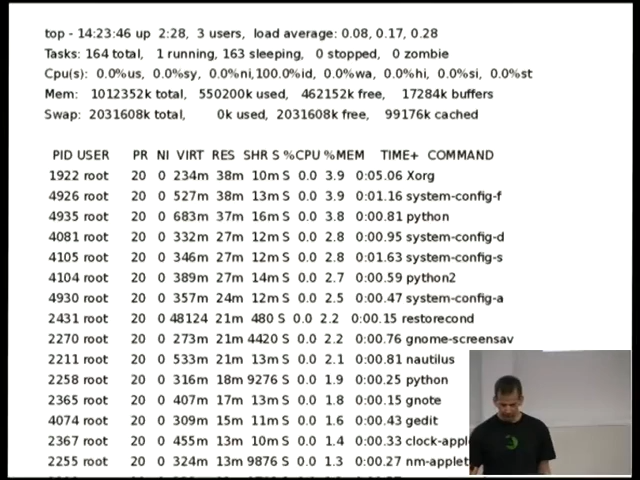 top - 14:23:46 up  2:28,  3 users,  load average: 0.08, 0.17, 0.28
Tasks: 164 total,   1 running, 163 sleeping,   0 stopped,   0 zombie
Cpu(s):  0.0%us,  0.0%sy,  0.0%ni,100.0%id,  0.0%wa,  0.0%hi,  0.0%si,  0.0%st
Mem:   1012352k total,   550200k used,   462152k free,    17284k buffers
Swap:  2031608k total,        0k used,  2031608k free,    99176k cached
PID USER      PR  NI  VIRT  RES  SHR S %CPU %MEM    TIME+  COMMAND
1922 root      20   0  234m  38m  10m S  0.0  3.9   0:05.06 Xorg
4926 root      20   0  527m  38m  13m S  0.0  3.9   0:01.16 system-config-f
4935 root      20   0  683m  37m  16m S  0.0  3.8   0:00.81 python
4081 root      20   0  332m  27m  12m S  0.0  2.8   0:00.95 system-config-d
4105 root      20   0  346m  27m  12m S  0.0  2.8   0:01.63 system-config-s
4104 root      20   0  389m  27m  14m S  0.0  2.7   0:00.59 python2
4930 root      20   0  357m  24m  12m S  0.0  2.5   0:00.47 system-config-a
2431 root      20   0 48124  21m  480 S  0.0  2.2   0:00.15 restorecond
2270 root      20   0  273m  21m 4420 S  0.0  2.2   0:00.76 gnome-screensav
2211 root      20   0  533m  21m  13m S  0.0  2.1   0:00.81 nautilus
2258 root      20   0  316m  18m 9276 S  0.0  1.9   0:00.25 python
2365 root      20   0  407m  17m  13m S  0.0  1.8   0:00.15 gnote
4074 root      20   0  309m  15m  11m S  0.0  1.6   0:00.43 gedit
2367 root      20   0  455m  13m  10m S  0.0  1.4   0:00.33 clock-apple
2255 root      20   0  324m  13m 9876 S  0.0  1.3   0:00.27 nm-applet